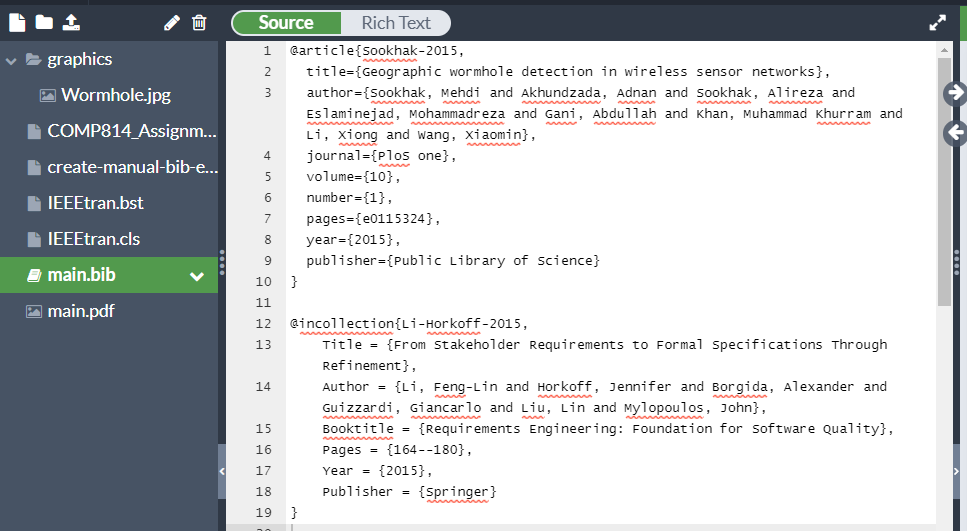 Source
Rich Text
graphics
Wormhole.jpg
COMP814_Assignm...
create-manual-bib-e...
IEEEtran.bst
IEEEtran.cls
main.bib
main.pdf
1 @article{Sookhak-2015,
2 title={Geographic wormhole detection in wireless sensor networks},
3 author={Sookhak, Mehdi and Akhundzada, Adnan and Sookhak, Alireza and
Eslaminejad, Mohammadreza and Gani, Abdullah and Khan, Muhammad Khurram and
Li, Xiong and Wang, Xiaomin},
4 journal={PloS one},
5 volume={10},
6 number={1},
7 pages={e0115324},
8 year={2015},
9 publisher={Public Library of Science}
10 }
11
12 @incollection{Li-Horkoff-2015,
13 Title = {From Stakeholder Requirements to Formal Specifications Through
Refinement},
14 Author = {Li, Feng-Lin and Horkoff, Jennifer and Borgida, Alexander and
Guizzardi, Giancarlo and Liu, Lin and Mylopoulos, John},
15 Booktitle = {Requirements Engineering: Foundation for Software Quality},
16 Pages = {164--180},
17 Year = {2015},
18 Publisher = {Springer}
19 }